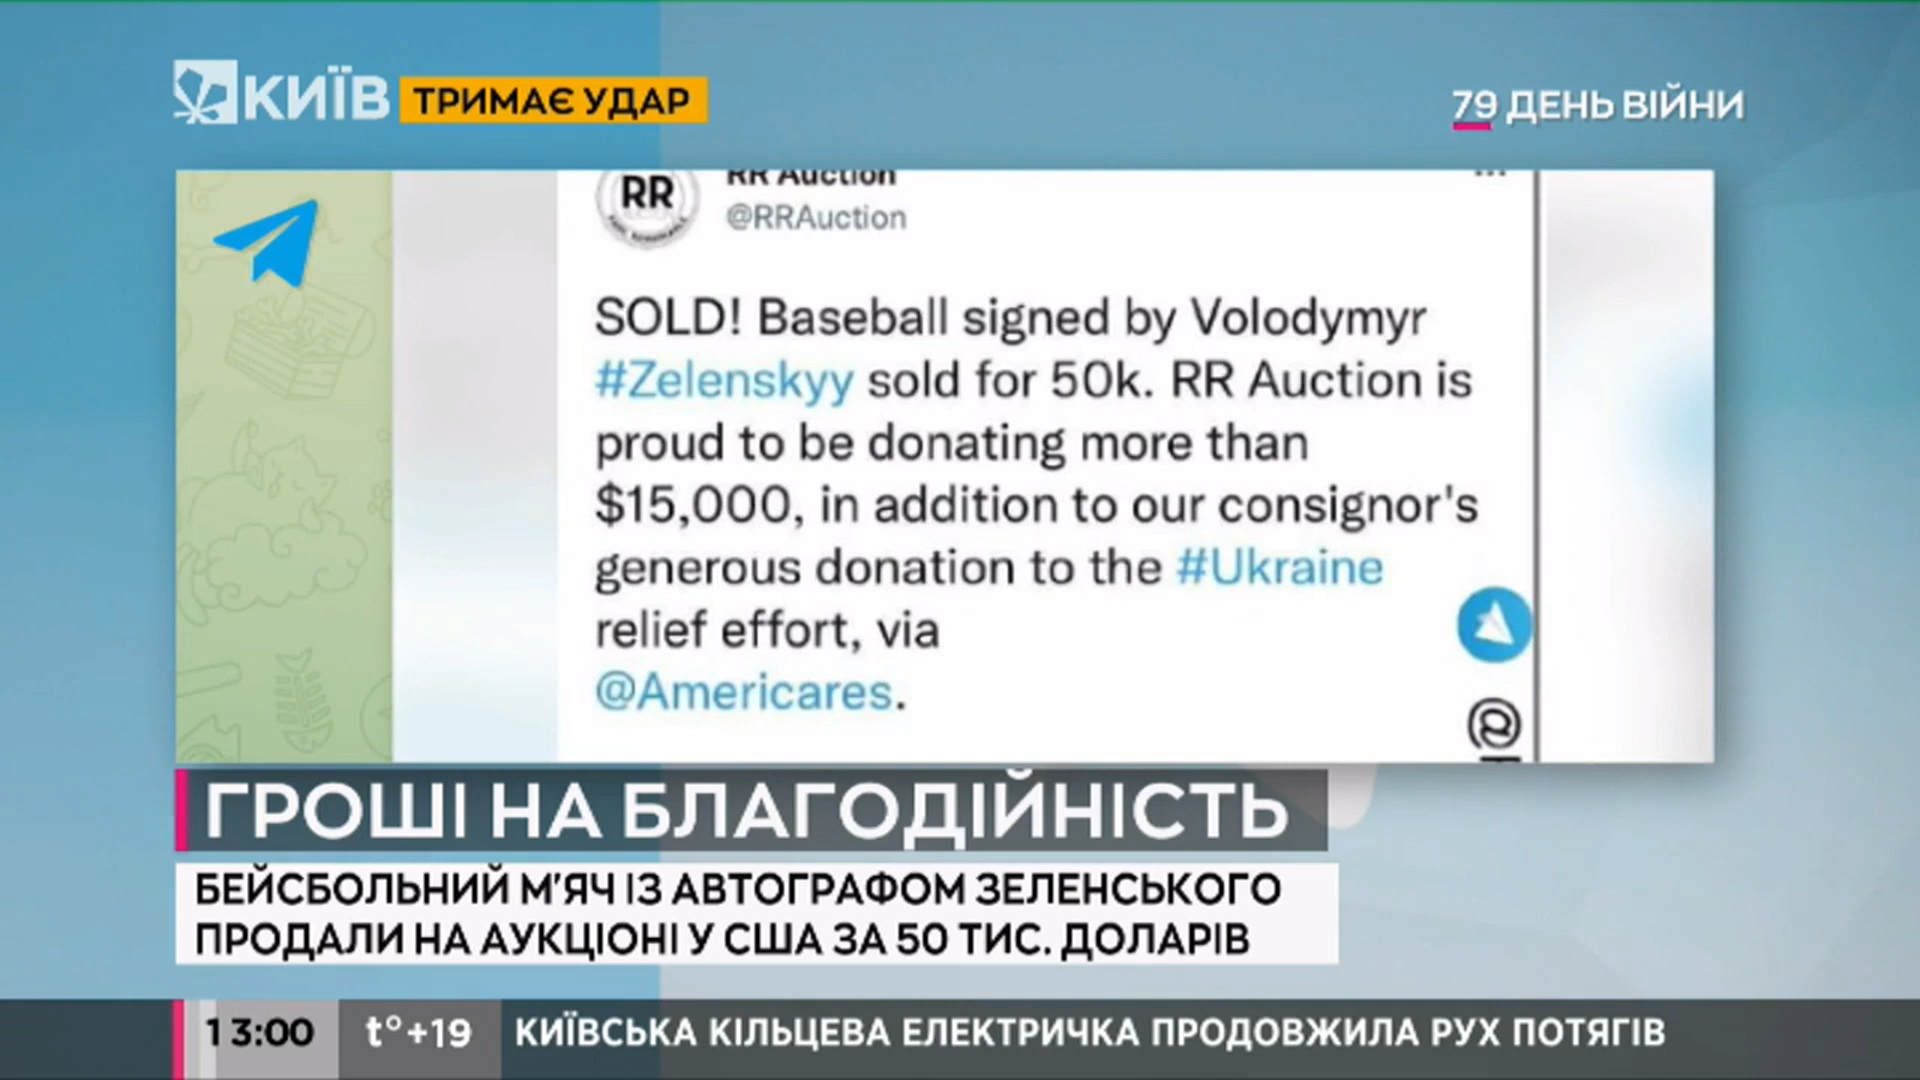 КИЇВ ТРИМАЄ УДАР
79 ДЕНЬ ВІЙНИ
RR
RR Auction
@RRAuction
SOLD! Baseball signed by Volodymyr
#Zelenskyy sold for 50k. RR Auction is
proud to be donating more than
$15,000, in addition to our consignor's
generous donation to the #Ukraine
relief effort, via
@Americares.
@
ГРОШІ НА БЛАГОДІЙНІСТЬ
БЕЙСБОЛЬНИЙ М'ЯЧ ІЗ АВТОГРАФОМ ЗЕЛЕНСЬКОГО
ПРОДАЛИ НА АУКЦІОНІ У США ЗА 50 ТИС. ДОЛАРІВ
13:00 t°+19 КИЇВСЬКА КІЛЬЦЕВА ЕЛЕКТРИЧКА ПРОДОВЖИЛА РУХ ПОТЯГІВ